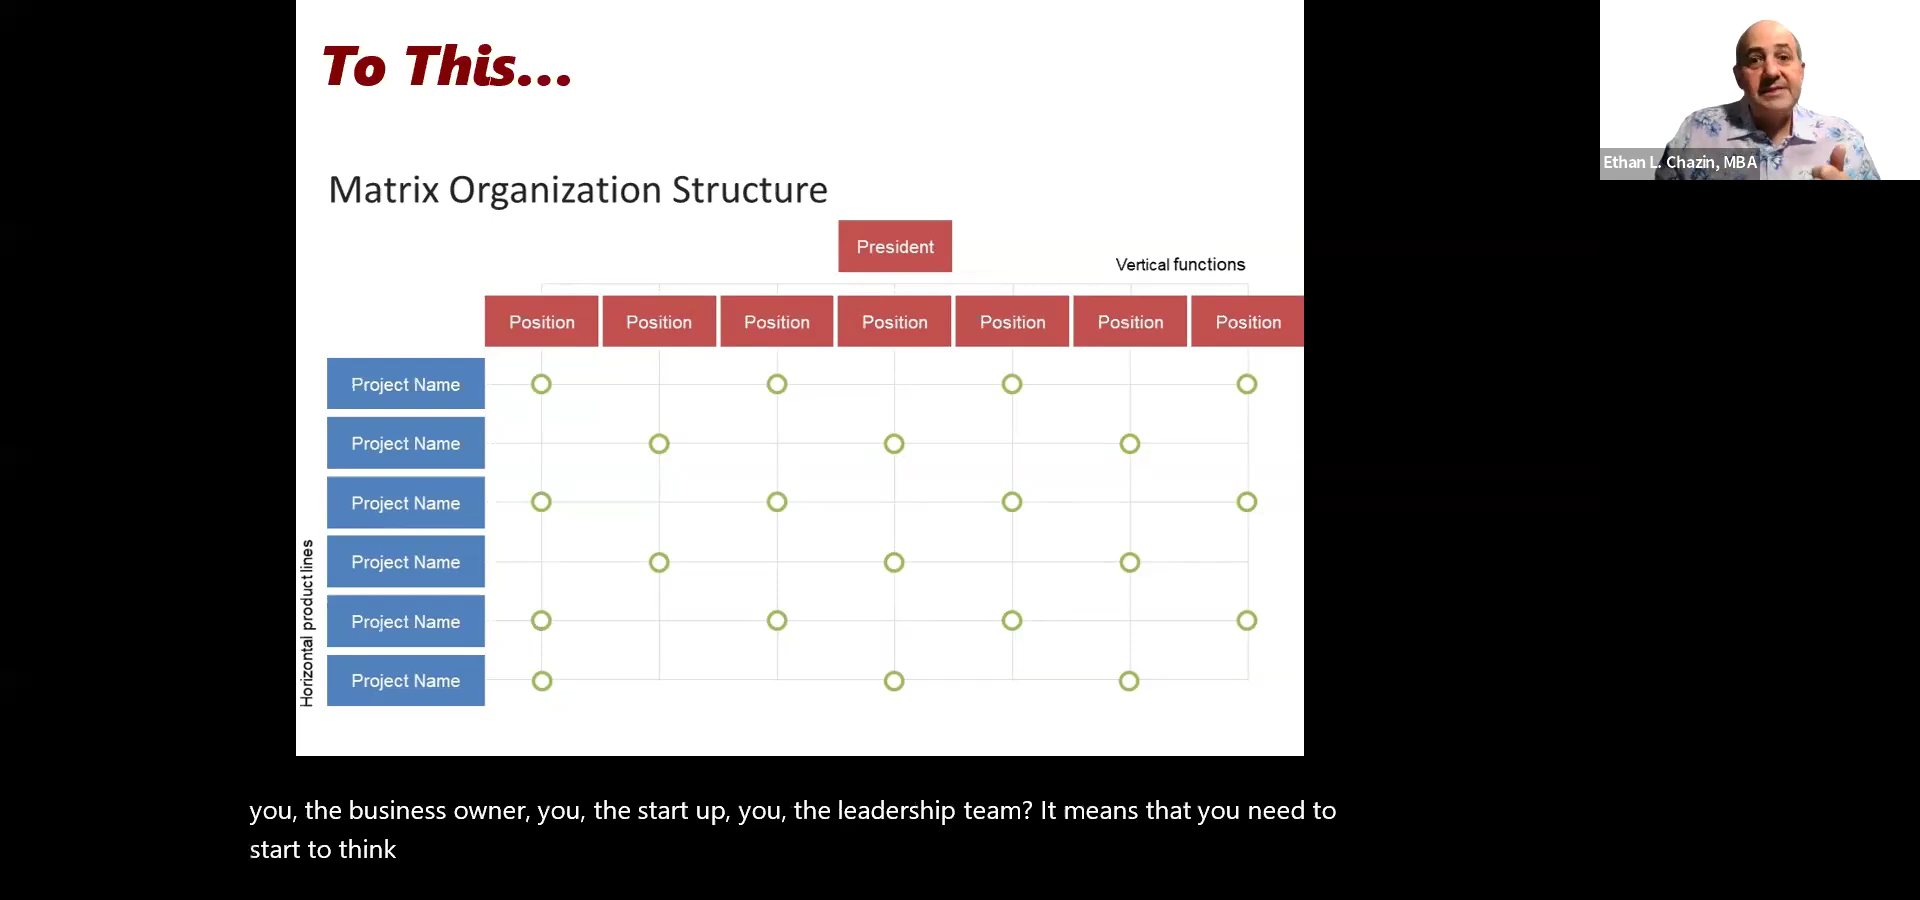 To This...
Ethan L. Chazin, MBA
Matrix Organization Structure
President
Vertical functions
Position Position Position Position Position Position Position
Project Name
Project Name
Project Name
Project Name
Project Name
Project Name
Horizontal product lines
you, the business owner, you, the start up, you, the leadership team? It means that you need to
start to think